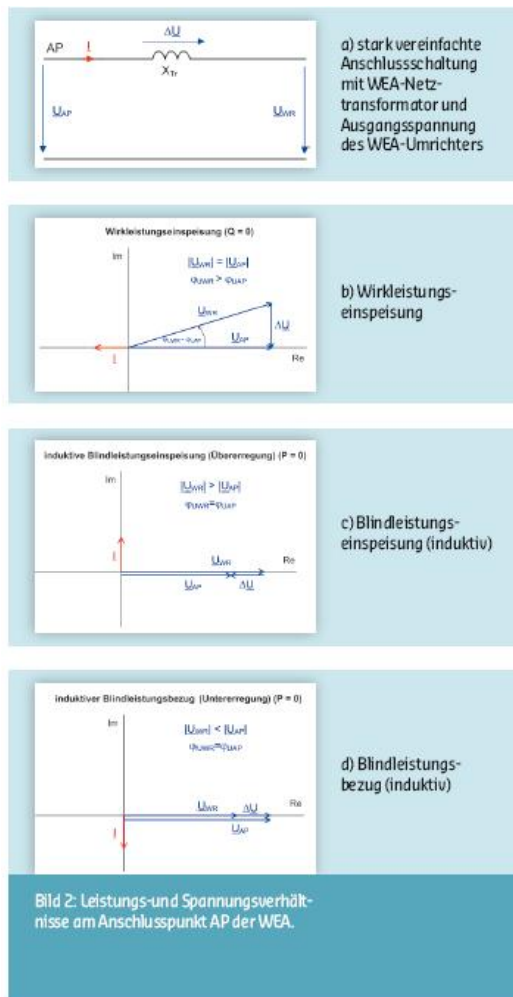 AP
I
ΔU
X_Tr
U_AP
U_WR
a) stark vereinfachte
Anschlussschaltung
mit WEA-Netz-
transformator und
Ausgangsspannung
des WEA-Umrichters
Wirkleistungseinspeisung (Q = 0)
Im
|U_WR| = |U_AP|
φ_UWR > φ_UAP
U_WR
ΔU
φ_UWR - φ_UAP
U_AP
I
Re
b) Wirkleistungs-
einspeisung
induktive Blindleistungseinspeisung (Übererregung) (P = 0)
Im
|U_WR| > |U_AP|
φ_UWR=φ_UAP
I
U_WR
Re
U_AP
ΔU
c) Blindleistungs-
einspeisung (induktiv)
induktiver Blindleistungsbezug (Untererregung) (P = 0)
Im
|U_WR| < |U_AP|
φ_UWR=φ_UAP
U_WR
ΔU
Re
I
U_AP
d) Blindleistungs-
bezug (induktiv)
Bild 2: Leistungs-und Spannungsverhält-
nisse am Anschlusspunkt AP der WEA.